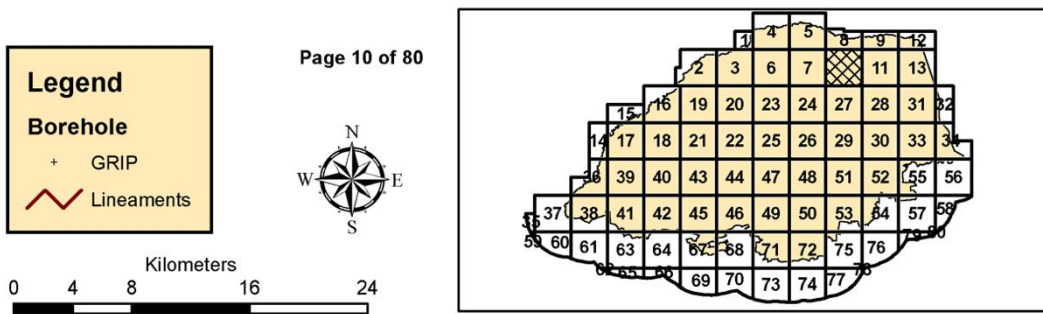 Legend
Borehole
GRIP
Lineaments
Page 10 of 80
N
W E
S
Kilometers
0 4 8 16 24
4 5
1 8 9 12
2 3 6 7 11 13
16 19 20 23 24 27 28 31 32
15
14 17 18 21 22 25 26 29 30 33 34
36 39 40 43 44 47 48 51 52 55 56
35 37 38 41 42 45 46 49 50 53 54 57 58
59 60 61 63 64 67 68 71 72 75 76 79 80
62 65 66 69 70 73 74 77 78